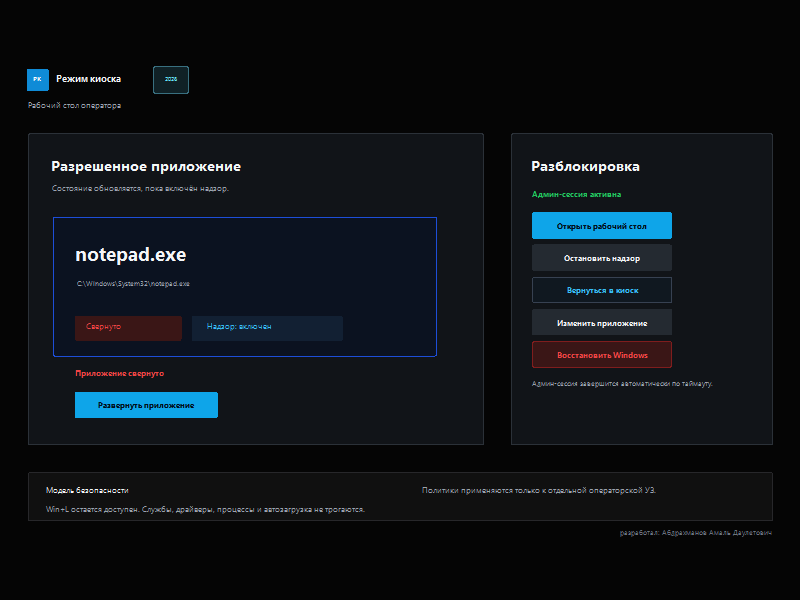 РК
Режим киоска
2026
Рабочий стол оператора
Разрешенное приложение
Состояние обновляется, пока включён надзор.
notepad.exe
C:\Windows\System32\notepad.exe
Свернуто
Надзор: включен
Приложение свернуто
Развернуть приложение
Разблокировка
Админ-сессия активна
Открыть рабочий стол
Остановить надзор
Вернуться в киоск
Изменить приложение
Восстановить Windows
Админ-сессия завершится автоматически по таймауту.
Модель безопасности
Политики применяются только к отдельной операторской УЗ.
Win+L остается доступен. Службы, драйверы, процессы и автозагрузка не трогаются.
разработал: Абдрахманов Амаль Даулетович